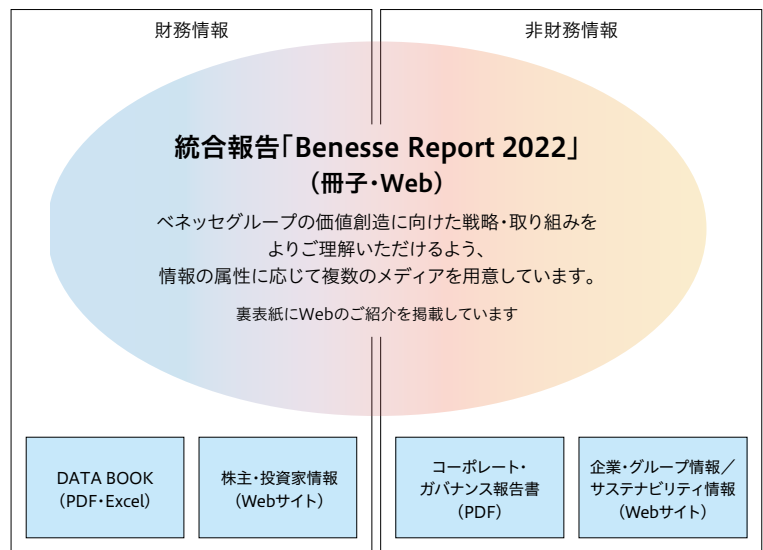 財務情報
非財務情報
統合報告「Benesse Report 2022」
（冊子・Web）
ベネッセグループの価値創造に向けた戦略・取り組みを
よりご理解いただけるよう、
情報の属性に応じて複数のメディアを用意しています。
裏表紙にWebのご紹介を掲載しています
DATA BOOK
（PDF・Excel）
株主・投資家情報
（Webサイト）
コーポレート・
ガバナンス報告書
（PDF）
企業・グループ情報／
サステナビリティ情報
（Webサイト）